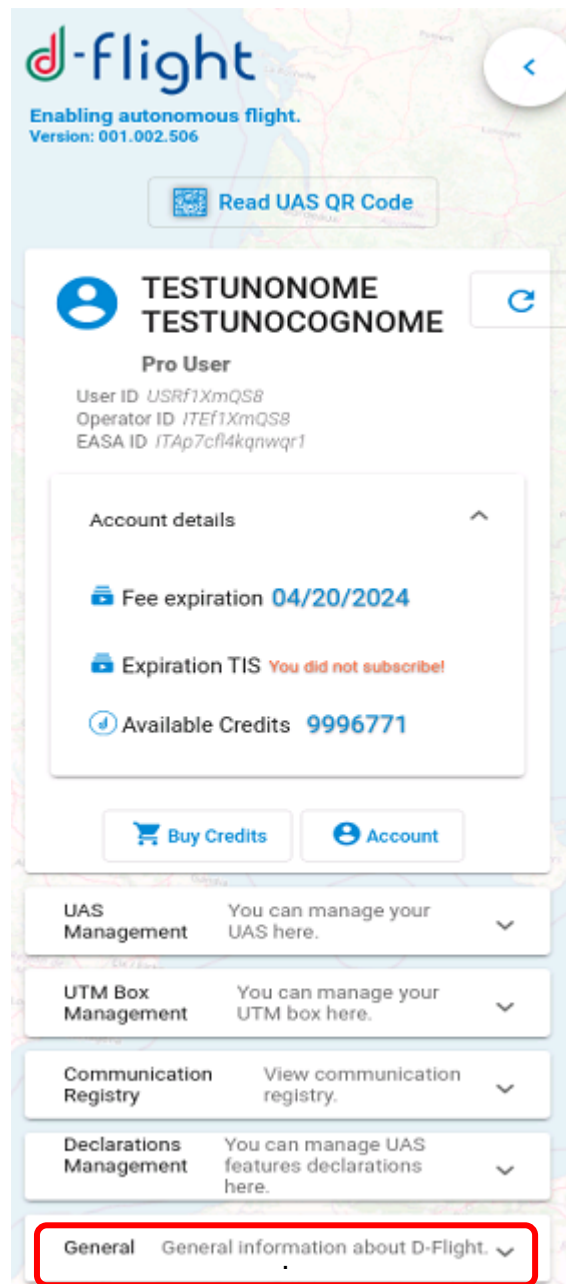 d-flight
Enabling autonomous flight.
Version: 001.002.506
Read UAS QR Code
TESTUNONOME
TESTUNOCOGNOME
Pro User
User ID USRf1XmQS8
Operator ID ITEf1XmQS8
EASA ID ITAp7cfl4kqnwqr1
Account details
Fee expiration 04/20/2024
Expiration TIS You did not subscribe!
Available Credits 9996771
Buy Credits Account
UAS Management You can manage your UAS here.
UTM Box Management You can manage your UTM box here.
Communication Registry View communication registry.
Declarations Management You can manage UAS features declarations here.
General General information about D-Flight.